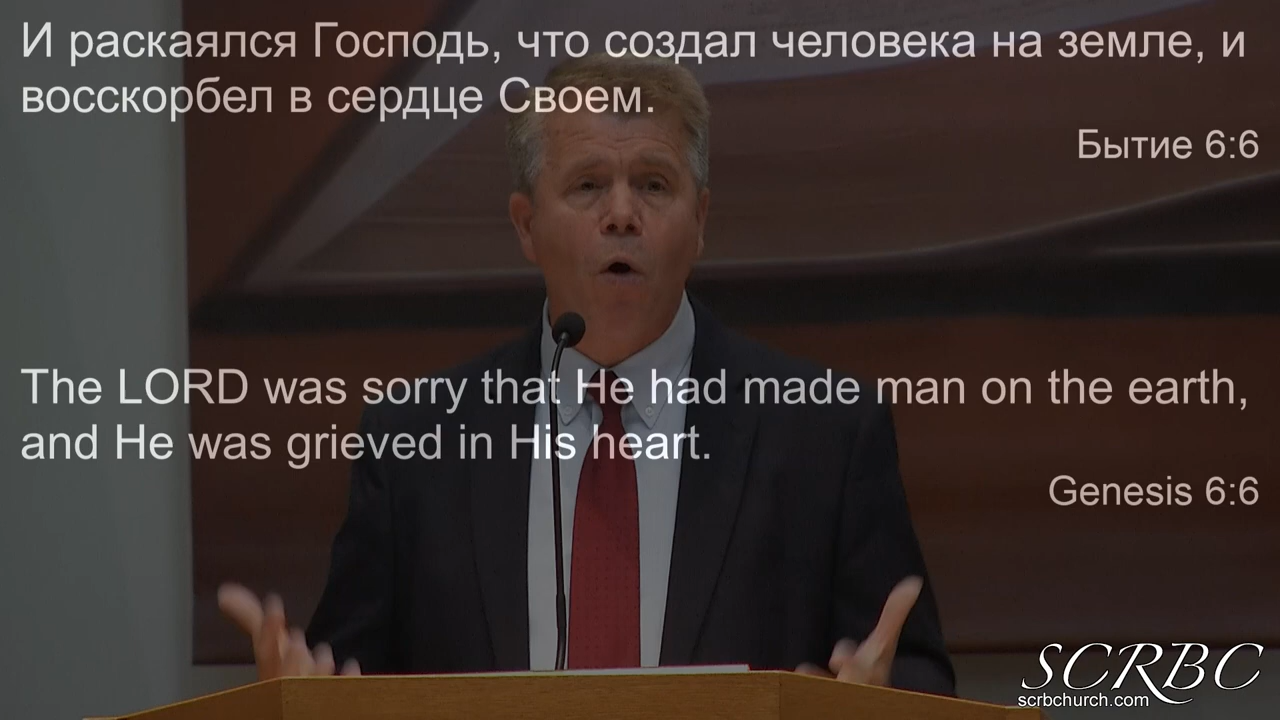 И раскаялся Господь, что создал человека на земле, и
восскорбел в сердце Своем.
Бытие 6:6
The LORD was sorry that He had made man on the earth,
and He was grieved in His heart.
Genesis 6:6
SCRBC
scrbchurch.com